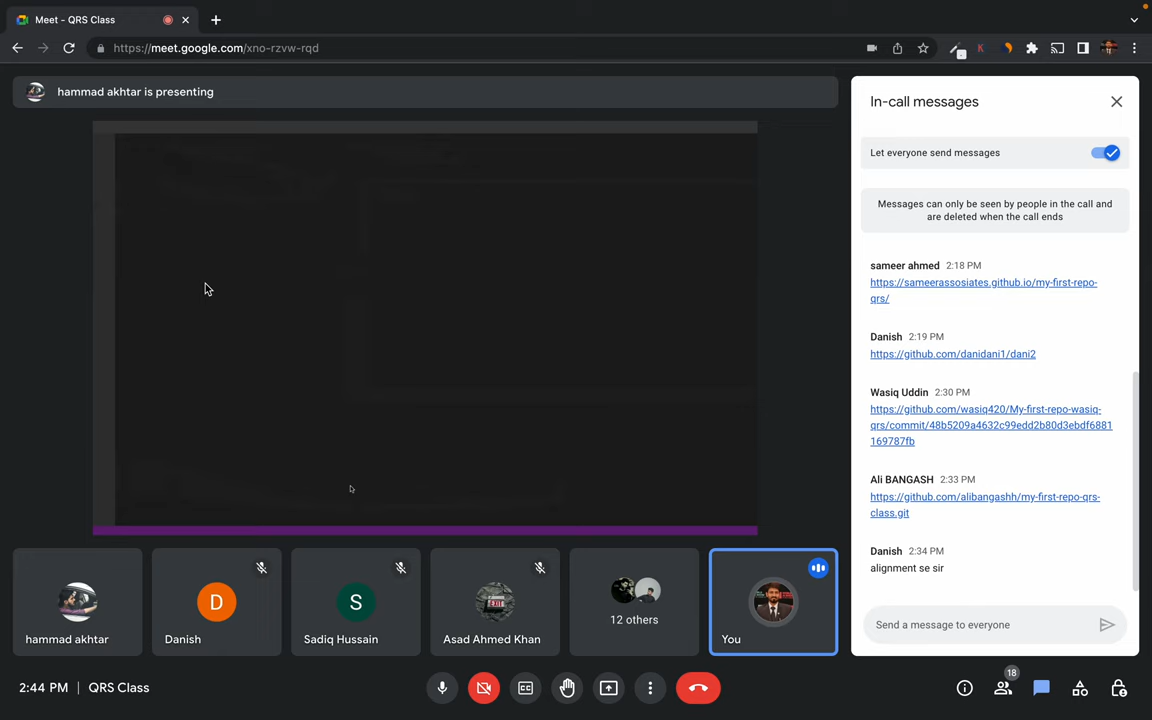 Meet - QRS Class
https://meet.google.com/xno-rzvw-rqd
hammad akhtar is presenting
In-call messages
Let everyone send messages
Messages can only be seen by people in the call and
are deleted when the call ends
sameer ahmed 2:18 PM
https://sameerassosiates.github.io/my-first-repo-
qrs/
Danish 2:19 PM
https://github.com/danidani1/dani2
Wasiq Uddin 2:30 PM
https://github.com/wasiq420/My-first-repo-wasiq-
qrs/commit/48b5209a4632c99edd2b80d3ebdf6881
169787fb
Ali BANGASH 2:33 PM
https://github.com/alibangashh/my-first-repo-qrs-
class.git
Danish 2:34 PM
alignment se sir
Send a message to everyone
hammad akhtar
D
Danish
S
Sadiq Hussain
EXIT
Asad Ahmed Khan
12 others
You
2:44 PM | QRS Class
18